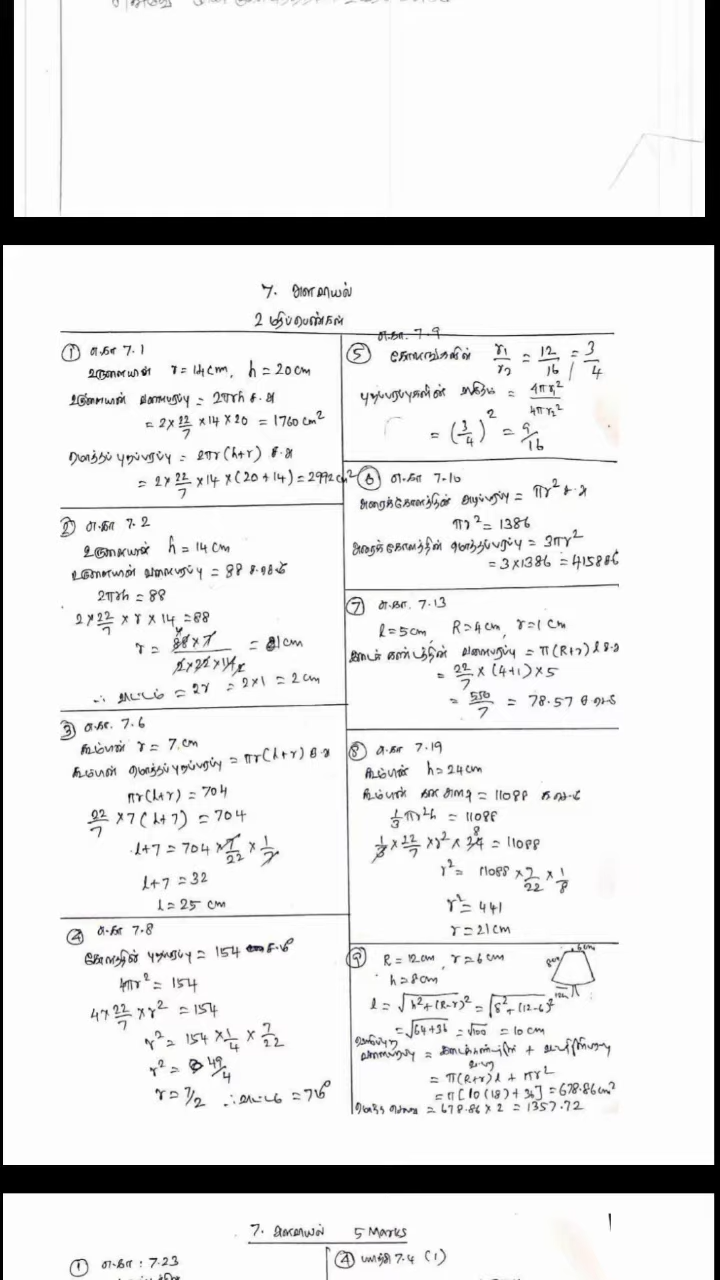 7. அளவியல்
2 மதிப்பெண்கள்
① எ.கா 7.1
உருளையின் r = 14 cm, h = 20 cm
உருளையின் வளைபரப்பு = 2πrh ச.அ
= 2 × 22/7 × 14 × 20 = 1760 cm²
மொத்தப் புறப்பரப்பு = 2πr(h+r) ச.அ
= 2 × 22/7 × 14 × (20+14) = 2992 cm²
2) எ.கா 7.2
உருளையின் h = 14 cm
உருளையின் வளைபரப்பு = 88 ச.செ.மீ
2πrh = 88
2 × 22/7 × r × 14 = 88
r = 88 × 7 / 2 × 22 × 14 = 1 cm
∴ விட்டம் = 2r = 2×1 = 2 cm
③ எ.கா. 7.6
கூம்பின் r = 7 cm
கூம்பின் மொத்தப் புறப்பரப்பு = πr(l+r) ச.அ
πr(l+r) = 704
22/7 × 7 (l+7) = 704
l+7 = 704 × 7/22 × 1/7
l+7 = 32
l = 25 cm
④ எ.கா 7.8
கோளத்தின் புறப்பரப்பு = 154 ச.மீ
4πr² = 154
4 × 22/7 × r² = 154
r² = 154 × 1/4 × 7/22
r² = 49/4
r = 7/2 ∴ விட்டம் = 7மீ
எ.கா. 7.9
⑤ கோளங்களின் r₁/r₂ = 12/16 = 3/4
புறப்பரப்புகளின் விகிதம் = 4πr₁²/4πr₂²
= (3/4)² = 9/16
⑥ எ.கா 7.10
அரைக்கோளத்தின் அடிப்பரப்பு = πr² ச.அ
πr² = 1386
அரைக்கோளத்தின் மொத்தப்பரப்பு = 3πr²
= 3×1386 = 4158
⑦ எ.கா. 7.13
l = 5cm, R = 4 cm, r = 1 cm
இடைக் கண்டத்தின் வளைபரப்பு = π(R+r) l ச.அ
= 22/7 × (4+1) × 5
= 550/7 = 78.57 ச.செ.மீ
⑧ எ.கா 7.19
கூம்பின் h = 24 cm
கூம்பின் கன அளவு = 11088 க.செ.மீ
1/3 πr²h = 11088
1/3 × 22/7 × r² × 24 = 11088
r² = 11088 × 7/22 × 1/8
r² = 441
r = 21 cm
⑨ R = 12cm, r = 6 cm
h = 8 cm
6 cm
8cm
12cm
l = √h²+(R-r)² = √8²+(12-6)²
= √64+36 = √100 = 10 cm
வளைபரப்பு =
= π(R+r)l + πr²
= π[10(18)+36] = 678.86 cm²
மொத்த செலவு = 678.86 × 2 = 1357.72
7. அளவியல் 5 Marks
① எ.கா : 7.23
④ பயிற்சி 7.4 (1)